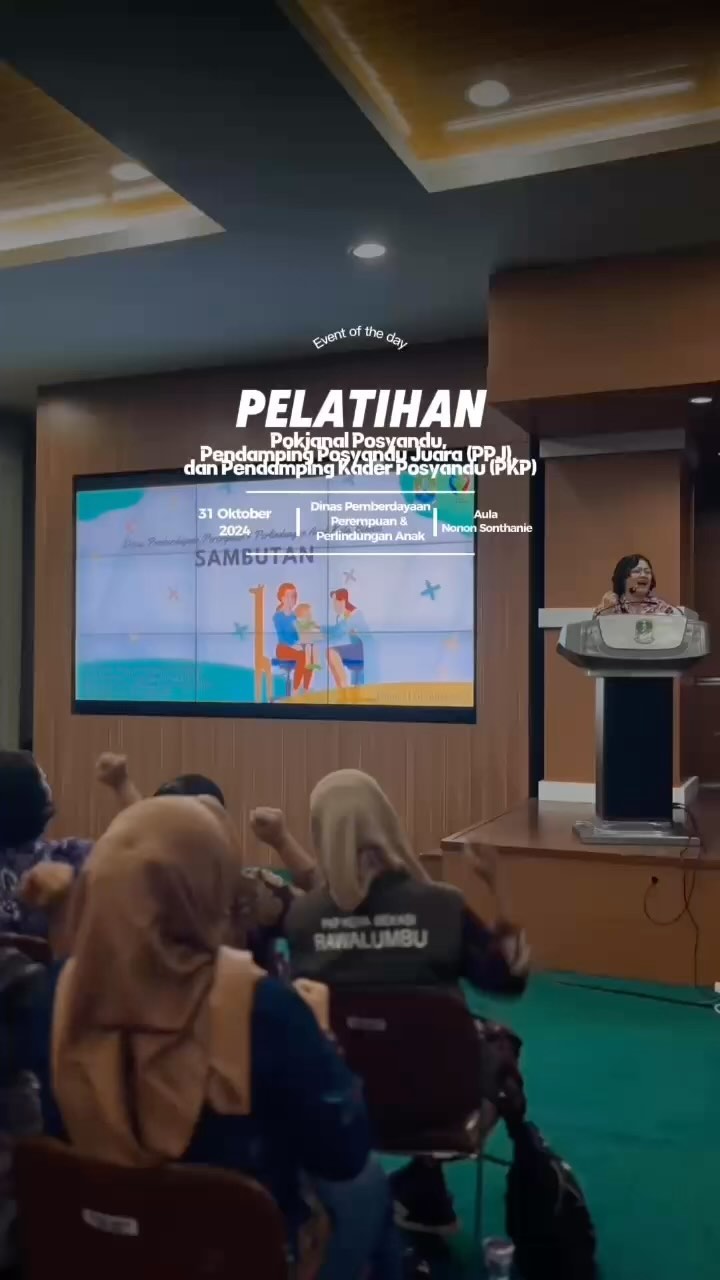 Event of the day
PELATIHAN
Pokjanal Posyandu,
Pendamping Posyandu Juara (PPJ),
dan Pendamping Kader Posyandu (PKP)
31 Oktober
2024
Dinas Pemberdayaan
Perempuan &
Perlindungan Anak
Aula
Nonon Sonthanie
SAMBUTAN
RAWALUMBU